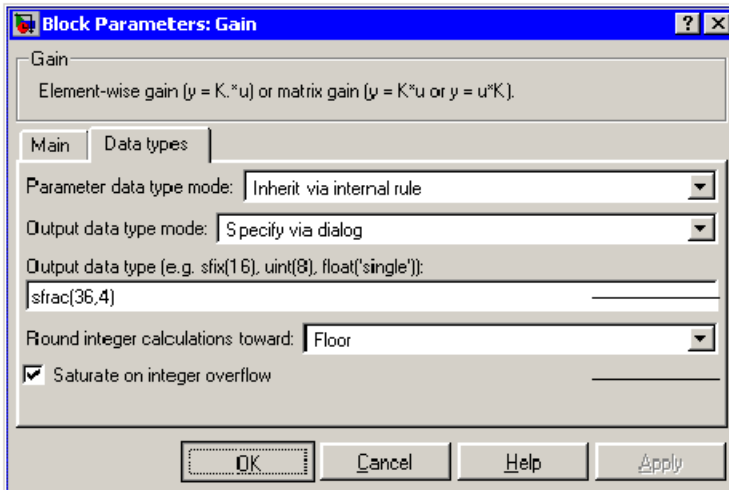 Block Parameters: Gain
Gain
Element-wise gain (y = K.*u) or matrix gain (y = K*u or y = u*K).
Main Data types
Parameter data type mode: Inherit via internal rule
Output data type mode: Specify via dialog
Output data type (e.g. sfix(16), uint(8), float('single')):
sfrac(36,4)
Round integer calculations toward: Floor
Saturate on integer overflow
OK Cancel Help Apply